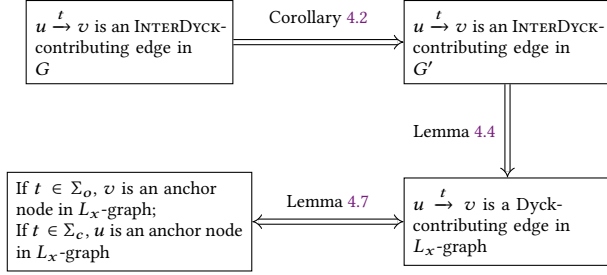 u →t v is an INTERDYCK-
contributing edge in
G
Corollary 4.2
u →t v is an INTERDYCK-
contributing edge in
G′
Lemma 4.4
If t ∈ Σo, v is an anchor
node in Lx-graph;
If t ∈ Σc, u is an anchor node
in Lx-graph
Lemma 4.7
u →t v is a Dyck-
contributing edge in
Lx-graph